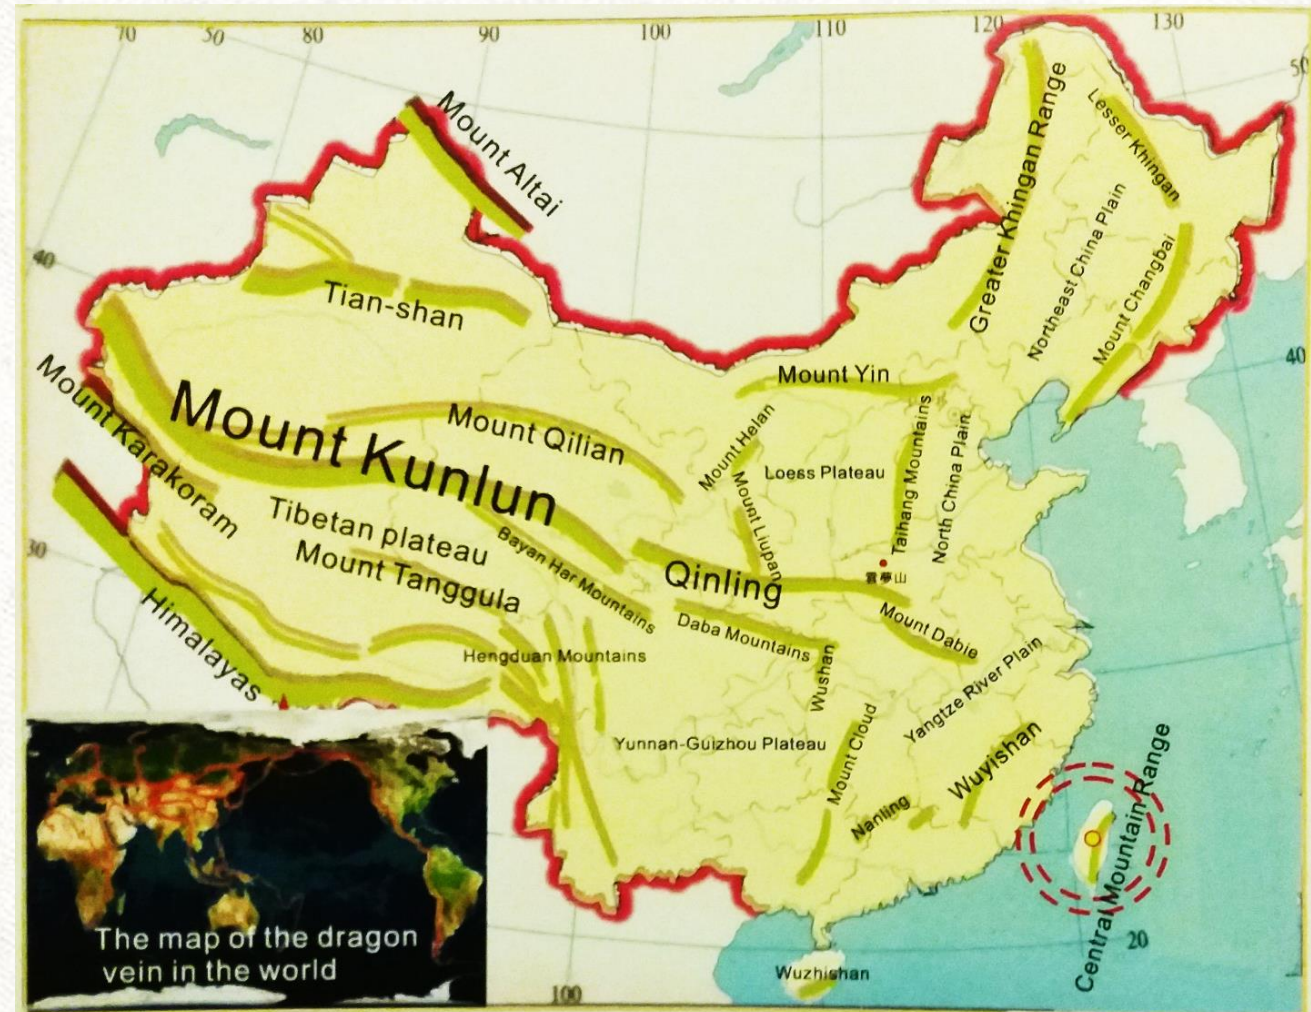 70
50
80
90
100
110
120
130
50
Mount Altai
Greater Khingan Range
Lesser Khingan
Northeast China Plain
Mount Changbai
40
Tian-shan
40
Mount Yin
Mount Karakoram
Mount Kunlun
Mount Qilian
Mount Helan
Loess Plateau
Taihang Mountains
North China Plain
Mount Liupan
30
Tibetan plateau
Bayan Har Mountains
Mount Tanggula
Qinling
雲夢山
Himalayas
Daba Mountains
Mount Dabie
Hengduan Mountains
Wushan
Yangtze River Plain
Yunnan-Guizhou Plateau
Mount Cloud
Wuyishan
Nanling
Central Mountain Range
20
Wuzhishan
100
The map of the dragon
vein in the world